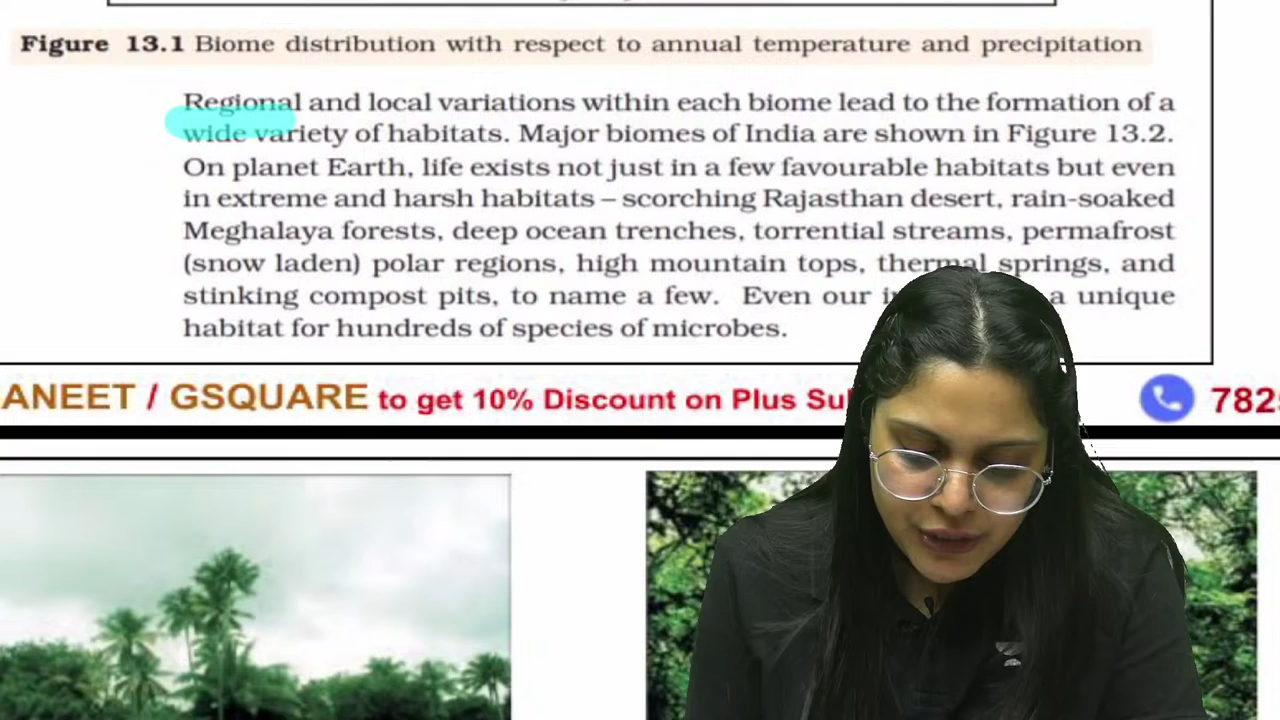 Figure 13.1 Biome distribution with respect to annual temperature and precipitation
Regional and local variations within each biome lead to the formation of a
wide variety of habitats. Major biomes of India are shown in Figure 13.2.
On planet Earth, life exists not just in a few favourable habitats but even
in extreme and harsh habitats – scorching Rajasthan desert, rain-soaked
Meghalaya forests, deep ocean trenches, torrential streams, permafrost
(snow laden) polar regions, high mountain tops, thermal springs, and
stinking compost pits, to name a few. Even our a unique
habitat for hundreds of species of microbes.
ANEET / GSQUARE to get 10% Discount on Plus 782